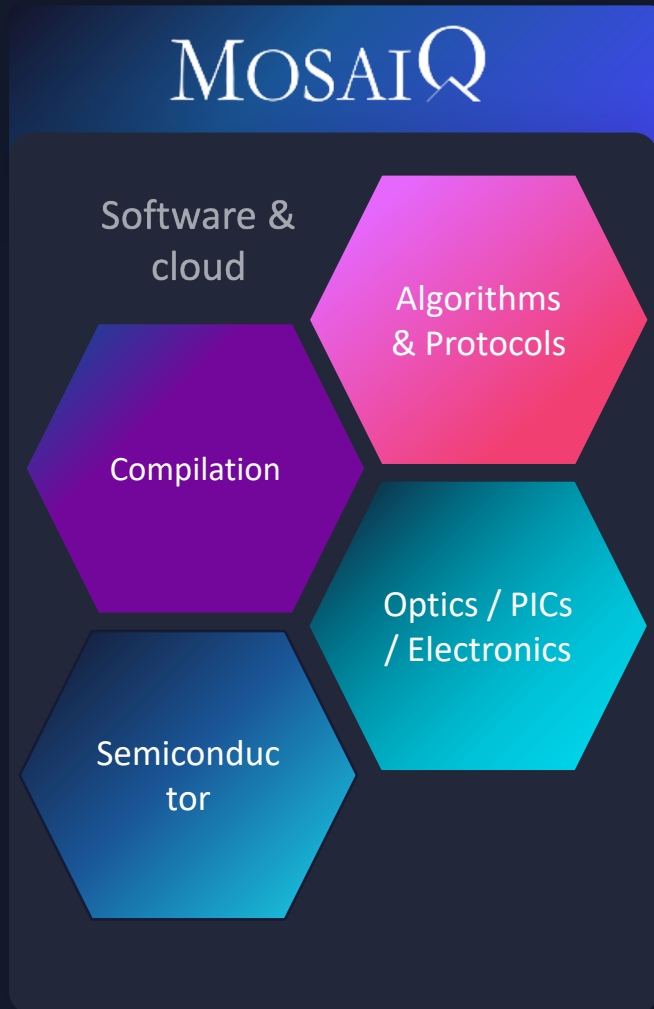 MOSAIQ
Software &
cloud
Algorithms
& Protocols
Compilation
Optics / PICs
/ Electronics
Semiconduc
tor